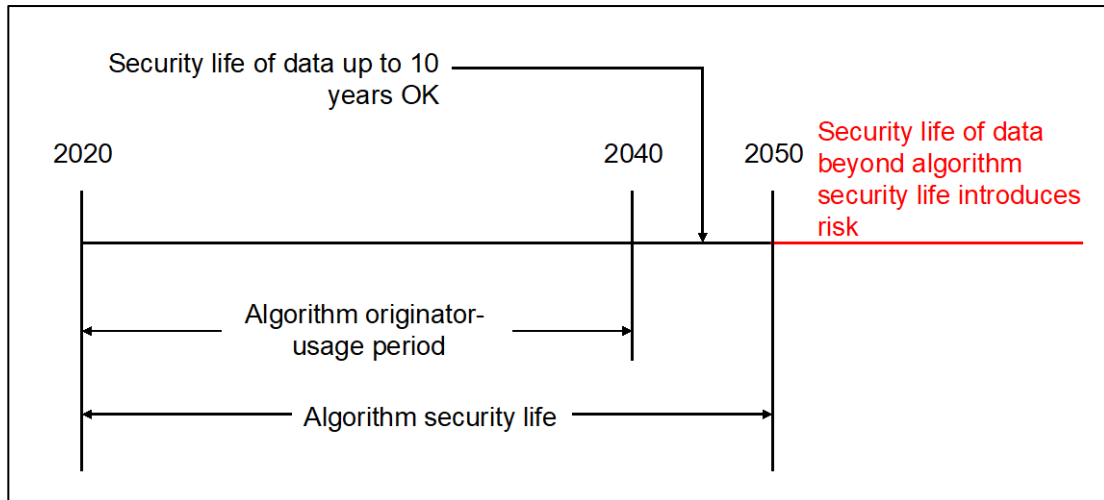 Security life of data up to 10
years OK
2020
2040
2050
Security life of data
beyond algorithm
security life introduces
risk
Algorithm originator-
usage period
Algorithm security life